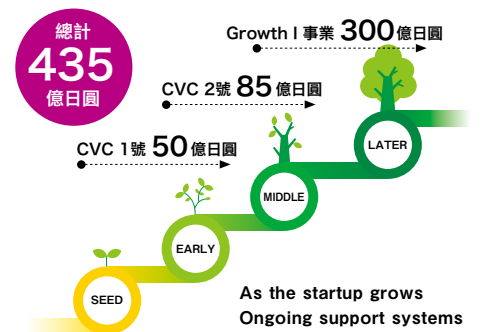 總計
435
億日圓
Growth I 事業 300億日圓
CVC 2號 85億日圓
CVC 1號 50億日圓
LATER
MIDDLE
EARLY
SEED
As the startup grows
Ongoing support systems